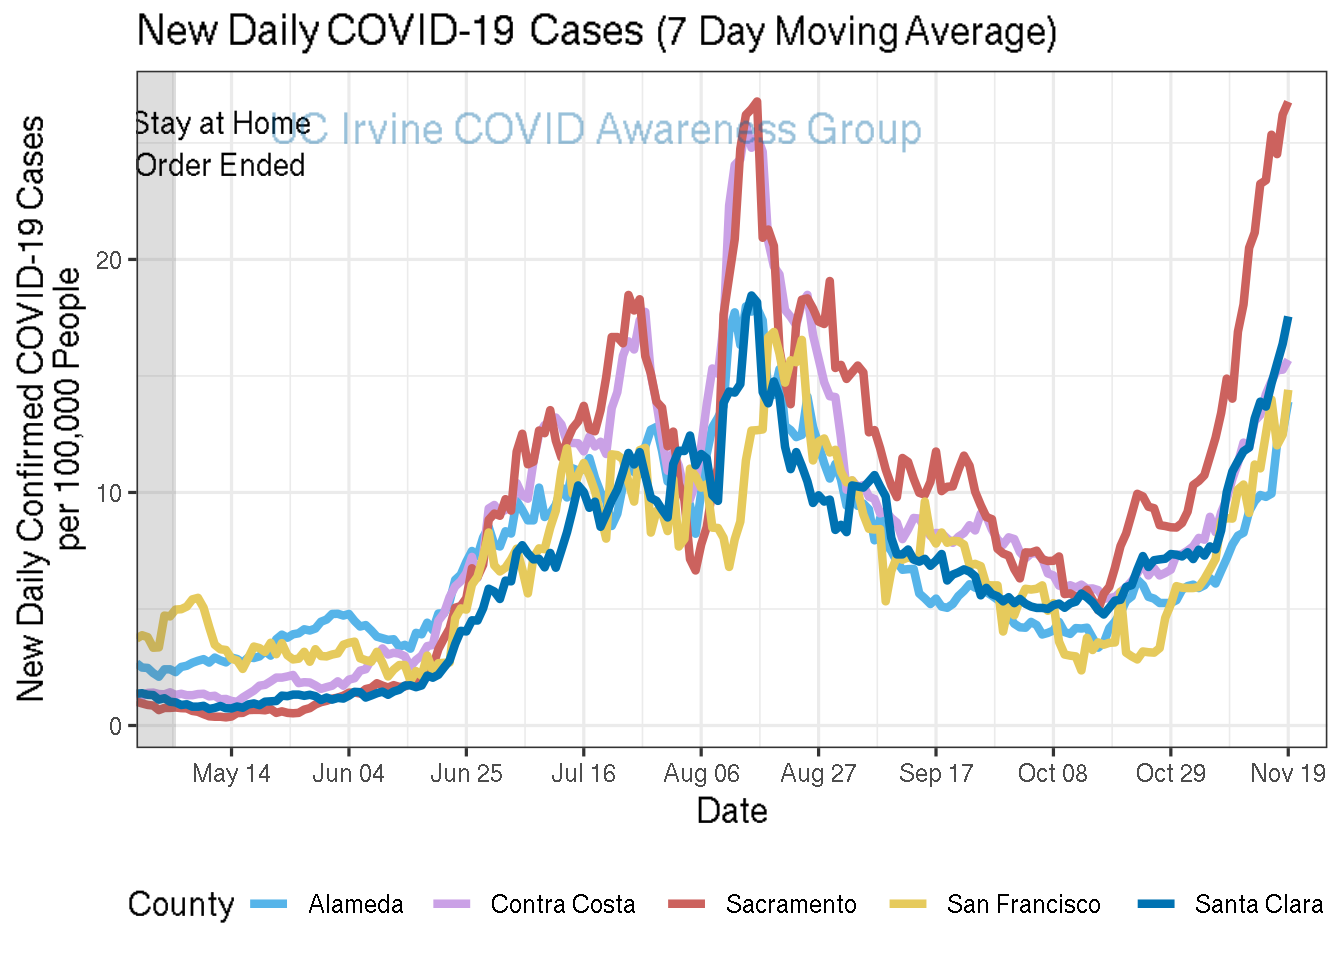 New Daily COVID-19 Cases (7 Day Moving Average)
Stay at Home
UC Irvine COVID Awareness Group
Order Ended
New Daily Confirmed COVID-19 Cases
per 100,000 People
20
10
0
May 14 Jun 04 Jun 25 Jul 16 Aug 06 Aug 27 Sep 17 Oct 08 Oct 29 Nov 19
Date
County Alameda Contra Costa Sacramento San Francisco Santa Clara